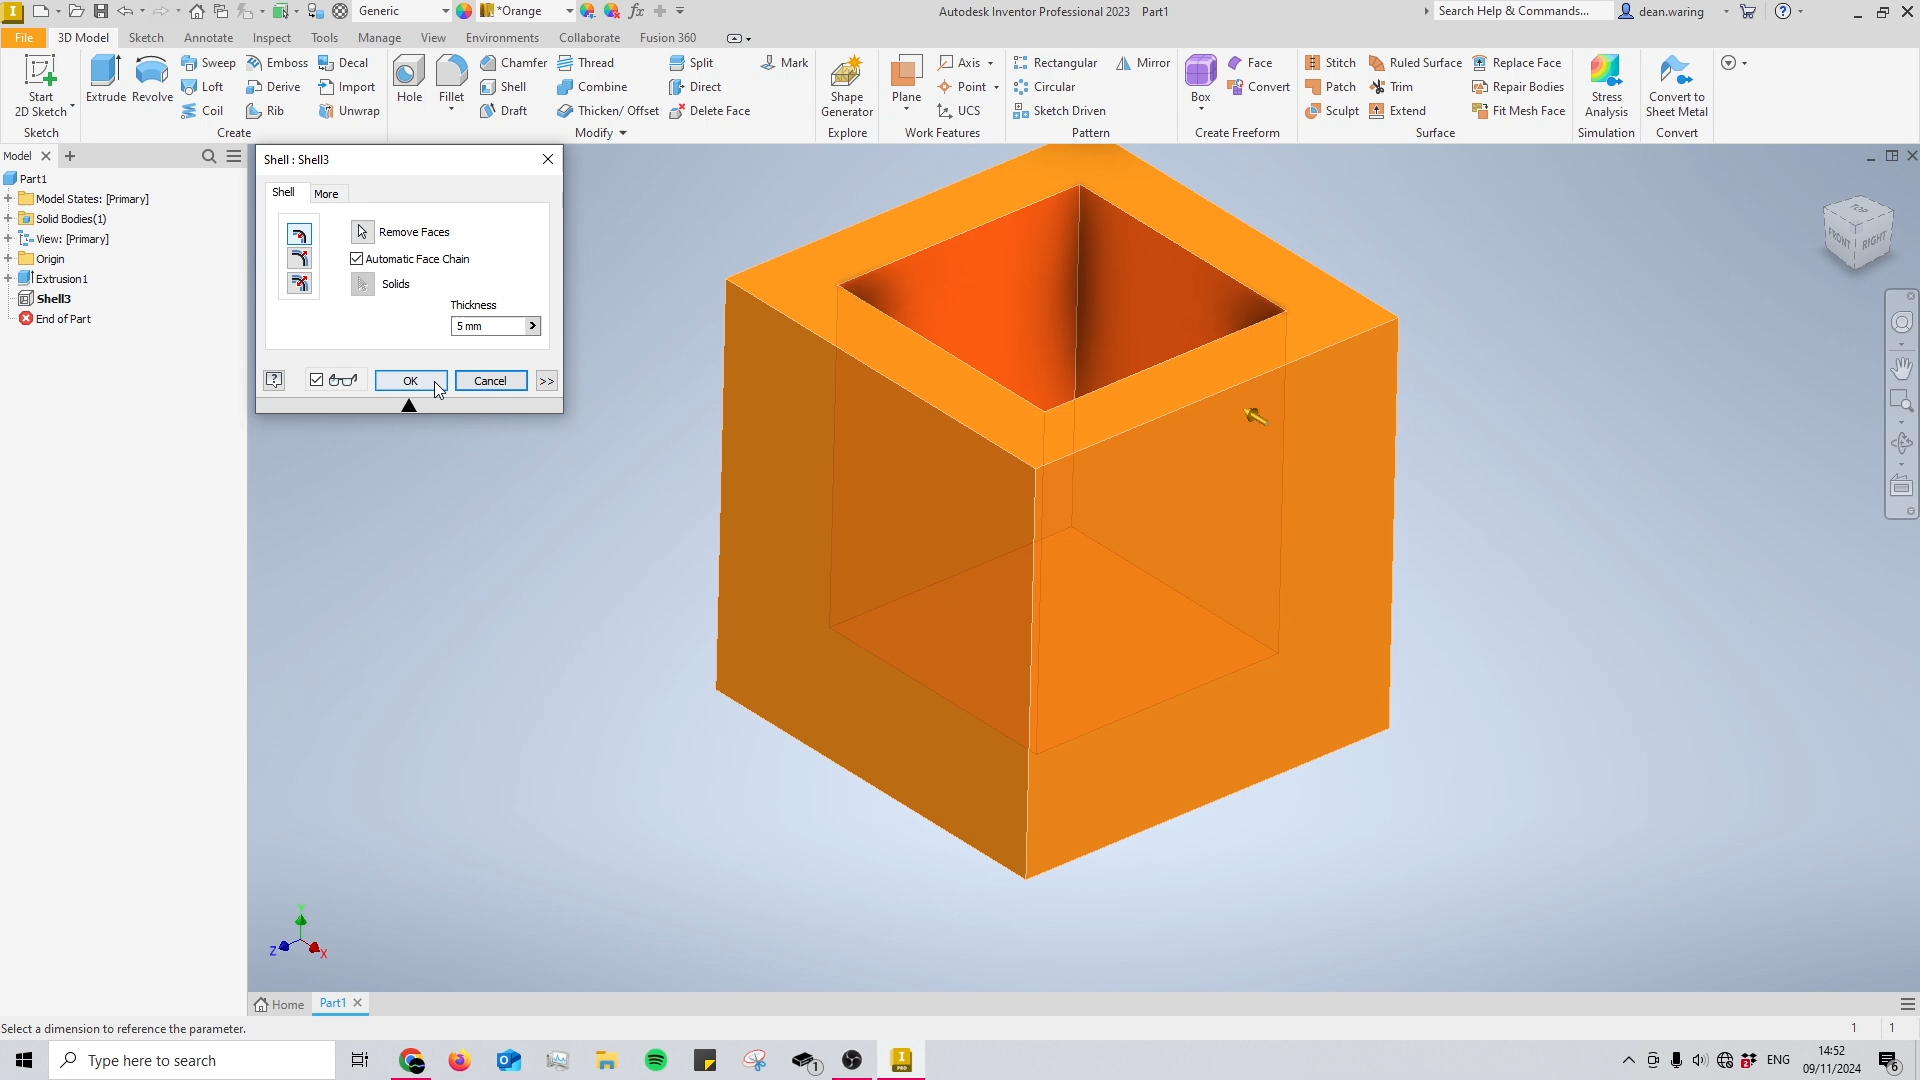 Generic
*Orange
Autodesk Inventor Professional 2023 Part1
Search Help & Commands...
dean.waring
File 3D Model Sketch Annotate Inspect Tools Manage View Environments Collaborate Fusion 360
Start
2D Sketch
Sketch
Extrude
Revolve
Sweep
Loft
Coil
Emboss
Derive
Rib
Decal
Import
Unwrap
Create
Hole
Fillet
Chamfer
Shell
Draft
Thread
Combine
Thicken/ Offset
Split
Direct
Delete Face
Mark
Modify
Shape
Generator
Explore
Plane
Axis
Point
UCS
Work Features
Rectangular
Circular
Sketch Driven
Mirror
Pattern
Box
Face
Convert
Create Freeform
Stitch
Patch
Sculpt
Ruled Surface
Trim
Extend
Replace Face
Repair Bodies
Fit Mesh Face
Surface
Stress
Analysis
Simulation
Convert to
Sheet Metal
Convert
Model
Part1
Model States: [Primary]
Solid Bodies(1)
View: [Primary]
Origin
Extrusion1
Shell3
End of Part
Shell : Shell3
Shell More
Remove Faces
Automatic Face Chain
Solids
Thickness
5 mm
OK Cancel >>
TOP
FRONT RIGHT
Y
Z
X
Home Part1
Select a dimension to reference the parameter.
1 1
Type here to search
ENG
14:52
09/11/2024